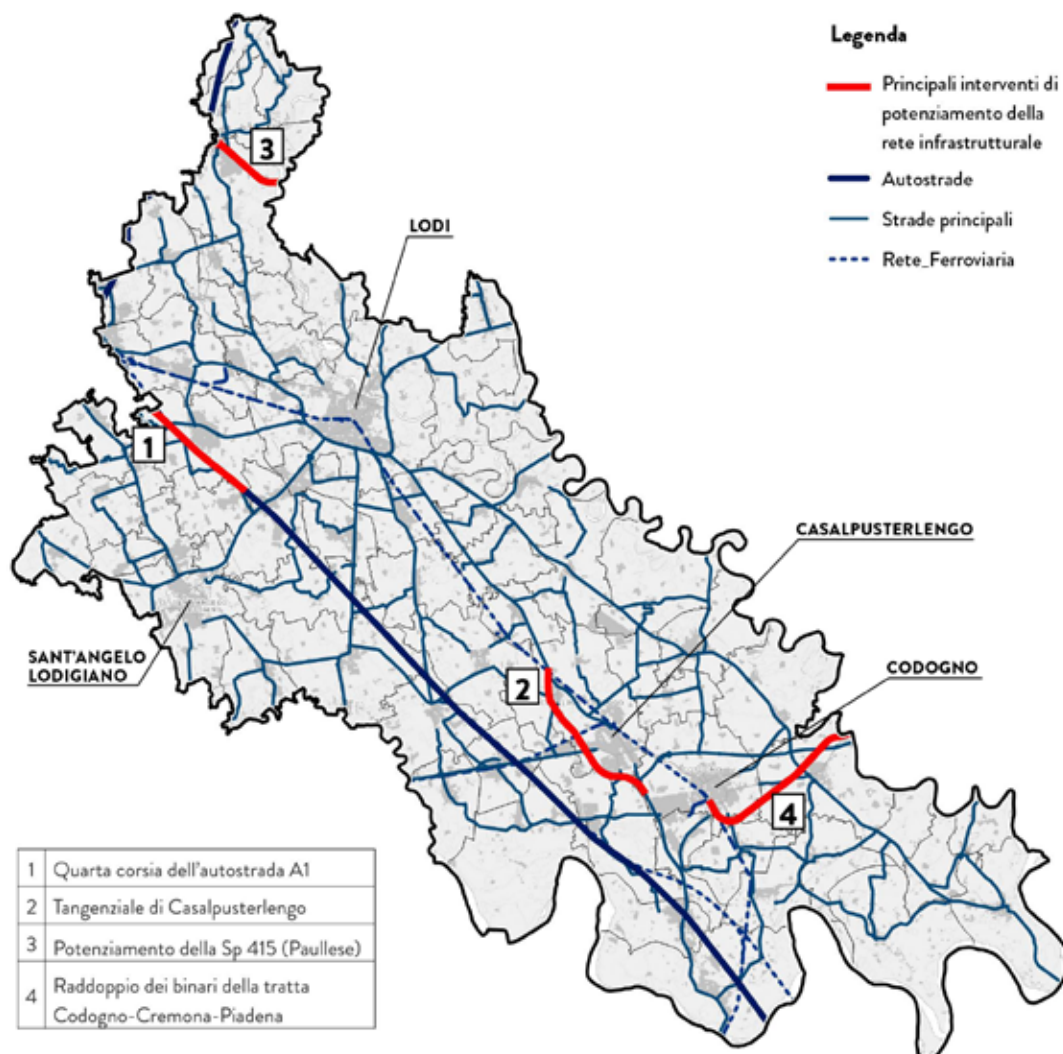 Legenda
Principali interventi di
potenziamento della
rete infrastrutturale
Autostrade
Strade principali
Rete_Ferroviaria
3
LODI
1
CASALPUSTERLENGO
SANT'ANGELO
LODIGIANO
2
CODOGNO
4
1 Quarta corsia dell'autostrada A1
2 Tangenziale di Casalpusterlengo
3 Potenziamento della Sp 415 (Paullese)
4 Raddoppio dei binari della tratta
Codogno-Cremona-Piadena